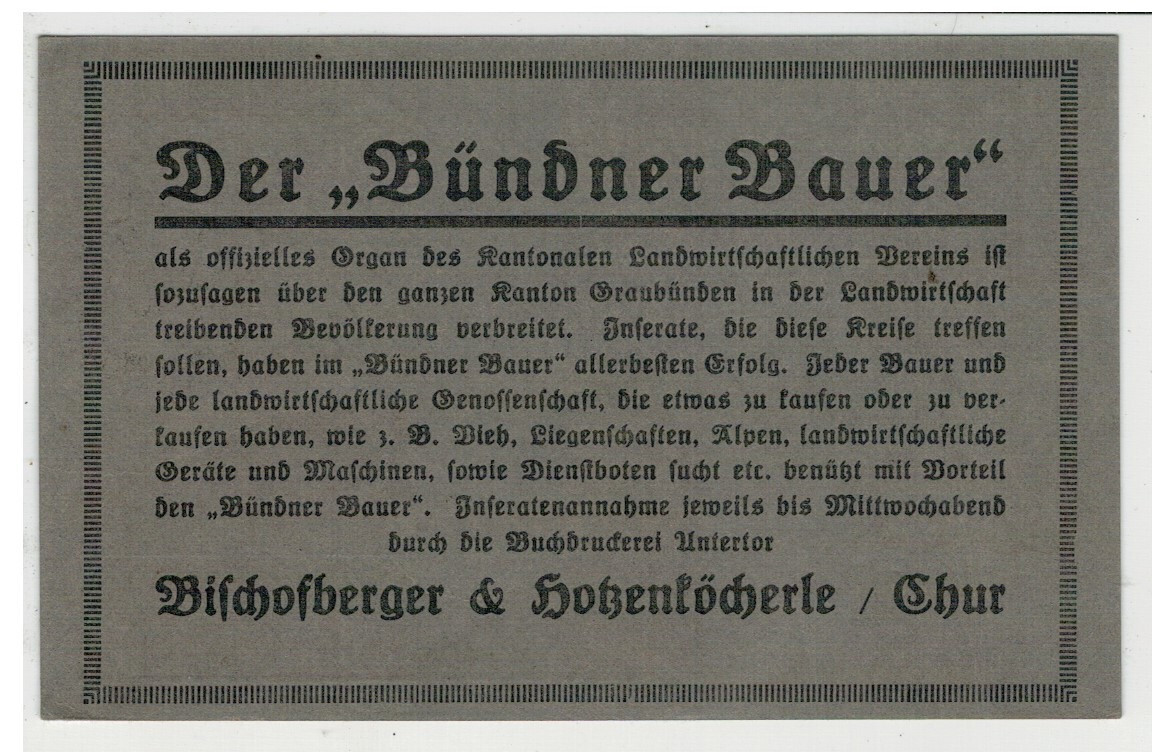 Der „Bündner Bauer“
als offizielles Organ des Kantonalen Landwirtschaftlichen Vereins ist
sozusagen über den ganzen Kanton Graubünden in der Landwirtschaft
treibenden Bevölkerung verbreitet. Inserate, die diese Kreise treffen
sollen, haben im „Bündner Bauer“ allerbesten Erfolg. Jeder Bauer und
jede landwirtschaftliche Genossenschaft, die etwas zu kaufen oder zu ver-
kaufen haben, wie z. B. Vieh, Liegenschaften, Alpen, landwirtschaftliche
Geräte und Maschinen, sowie Dienstboten sucht etc. benützt mit Vorteil
den „Bündner Bauer“. Inseratenannahme jeweils bis Mittwochabend
durch die Buchdruckerei Untertor
Bischofberger & Hotzenköcherle / Chur